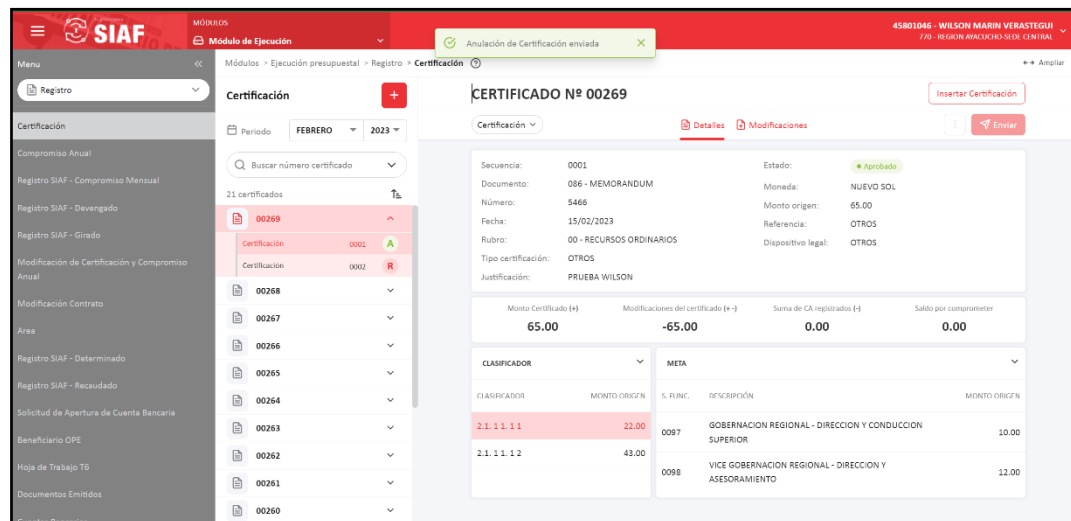 SIAF
MÓDULOS
Módulo de Ejecución
Anulación de Certificación enviada
45801046 - WILSON MARIN VERASTEGUI
770 - REGION AYACUCHO-SEDE CENTRAL
Menu
Registro
Certificación
Compromiso Anual
Registro SIAF - Compromiso Mensual
Registro SIAF - Devengado
Registro SIAF - Girado
Modificación de Certificación y Compromiso
Anual
Modificación Contrato
Area
Registro SIAF - Determinado
Registro SIAF - Recaudado
Solicitud de Apertura de Cuenta Bancaria
Beneficiario OPE
Hoja de Trabajo T6
Documentos Emitidos
Módulos > Ejecución presupuestal > Registro > Certificación
Ampliar
Certificación
+
Periodo FEBRERO 2023
Buscar número certificado
21 certificados
00269
Certificación 0001 A
Certificación 0002 R
00268
00267
00266
00265
00264
00263
00262
00261
00260
CERTIFICADO Nº 00269
Insertar Certificación
Certificación
Detalles Modificaciones
Enviar
Secuencia: 0001
Documento: 086 - MEMORANDUM
Número: 5466
Fecha: 15/02/2023
Rubro: 00 - RECURSOS ORDINARIOS
Tipo certificación: OTROS
Justificación: PRUEBA WILSON
Estado: Aprobado
Moneda: NUEVO SOL
Monto origen: 65.00
Referencia: OTROS
Dispositivo legal: OTROS
Monto Certificado (+) Modificaciones del certificado (+ -) Suma de CA registrados (-) Saldo por comprometer
65.00 -65.00 0.00 0.00
CLASIFICADOR
CLASIFICADOR MONTO ORIGEN
2.1. 1 1. 1 1 22.00
2.1. 1 1. 1 2 43.00
META
S. FUNC. DESCRIPCIÓN MONTO ORIGEN
0097 GOBERNACION REGIONAL - DIRECCION Y CONDUCCION
SUPERIOR 10.00
0098 VICE GOBERNACION REGIONAL - DIRECCION Y
ASESORAMIENTO 12.00